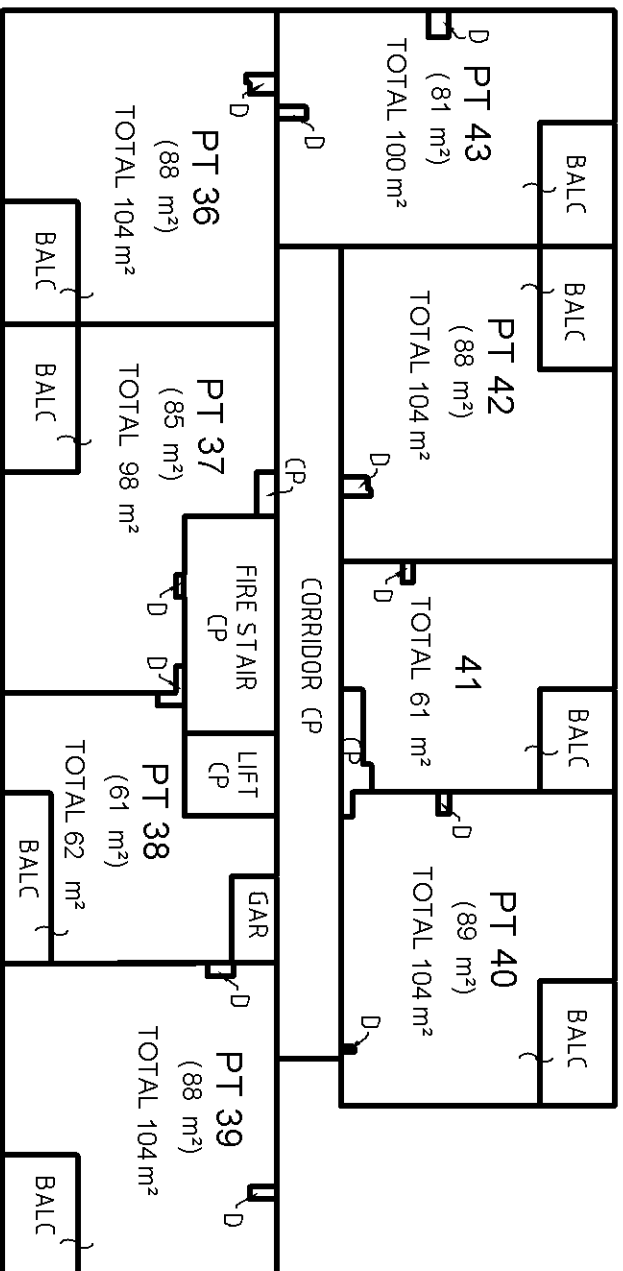 BALC
D
PT 43
(81 m²)
TOTAL 100 m²
D
BALC
PT 42
(88 m²)
TOTAL 104 m²
D
BALC
41
TOTAL 61 m²
D
CP
BALC
PT 40
(89 m²)
TOTAL 104 m²
D
D
CORRIDOR CP
D
PT 36
(88 m²)
TOTAL 104 m²
BALC
CP
PT 37
(85 m²)
TOTAL 98 m²
BALC
FIRE STAIR
CP
D
D
LIFT
CP
GAR
PT 38
(61 m²)
TOTAL 62 m²
BALC
D
PT 39
(88 m²)
TOTAL 104 m²
D
BALC